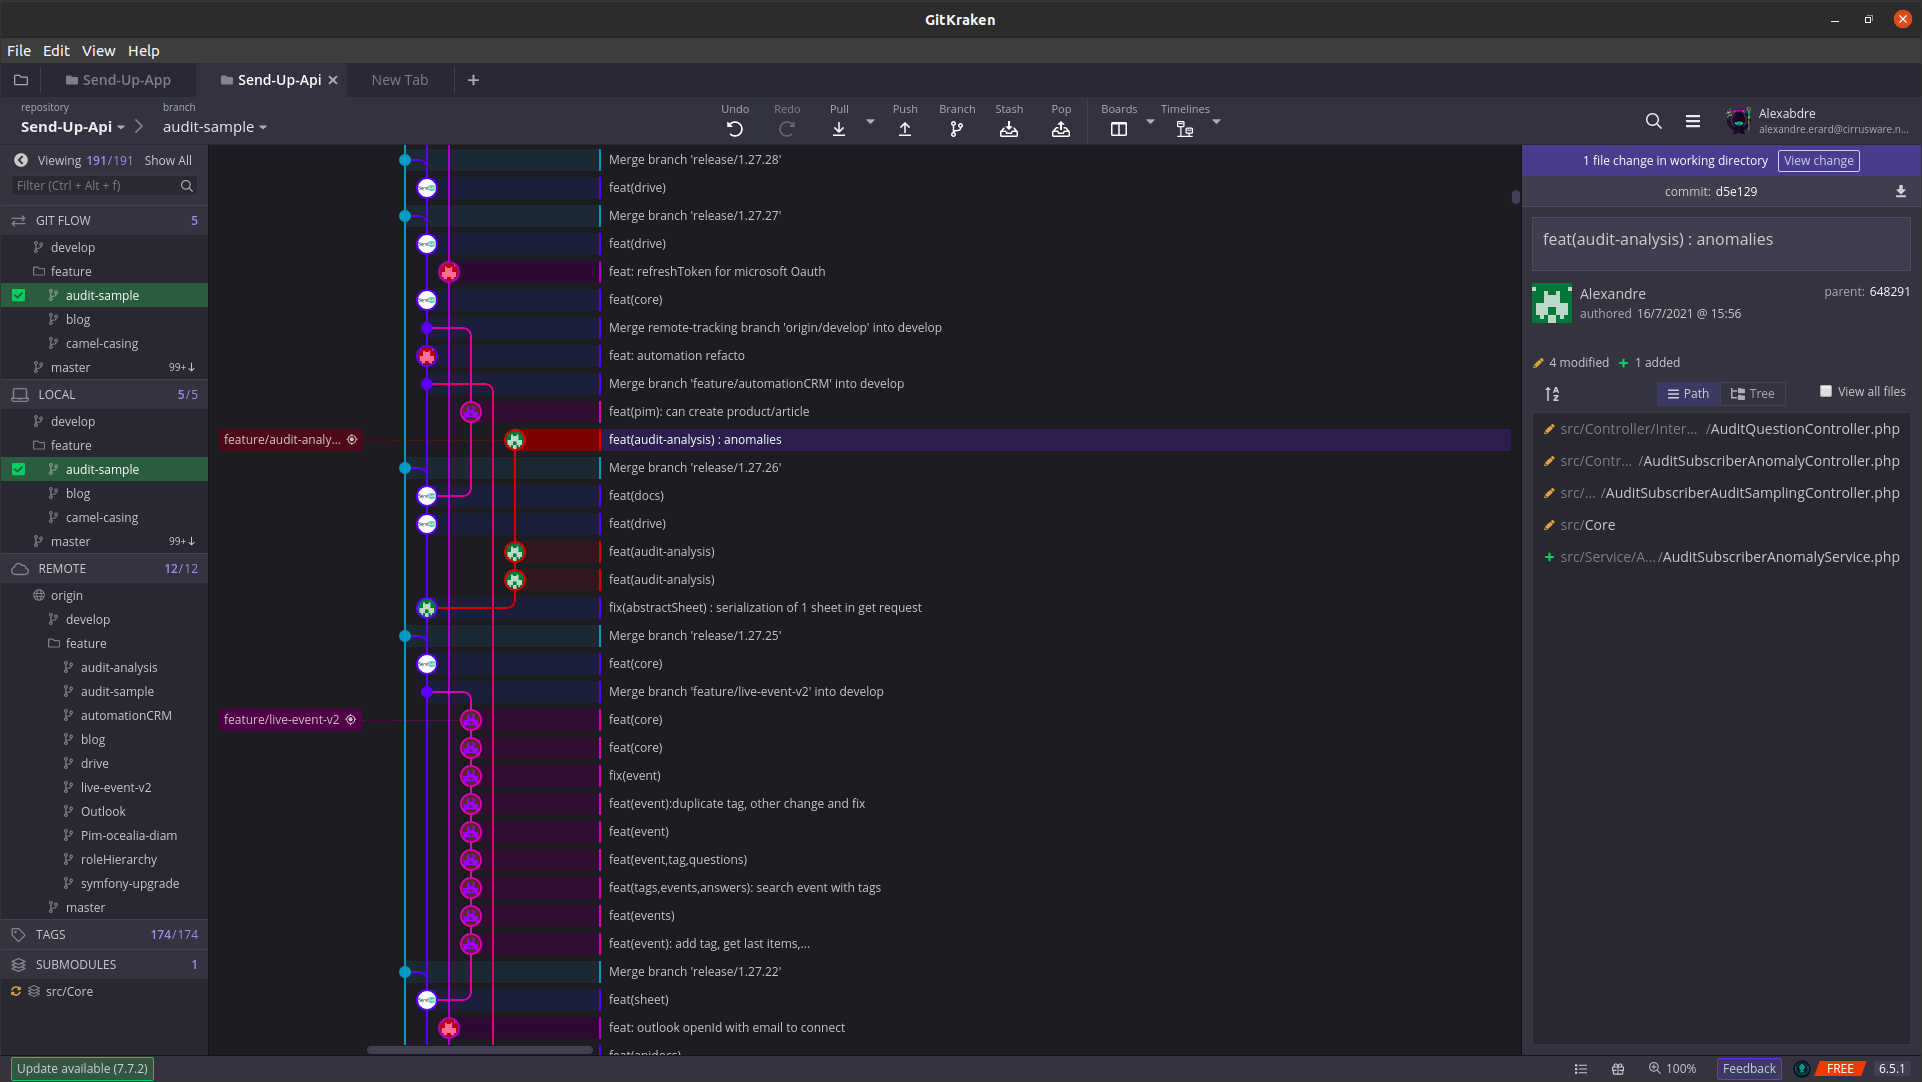 GitKraken
File Edit View Help
Send-Up-App Send-Up-Api New Tab
repository branch
Send-Up-Api audit-sample
Undo Redo Pull Push Branch Stash Pop Boards Timelines
Alexabdre
alexandre.erard@cirrusware.n...
Viewing 191/191 Show All
Filter (Ctrl + Alt + f)
GIT FLOW 5
develop
feature
audit-sample
blog
camel-casing
master 99+
LOCAL 5/5
develop
feature
audit-sample
blog
camel-casing
master 99+
REMOTE 12/12
origin
develop
feature
audit-analysis
audit-sample
automationCRM
blog
drive
live-event-v2
Outlook
Pim-ocealia-diam
roleHierarchy
symfony-upgrade
master
TAGS 174/174
SUBMODULES 1
src/Core
Merge branch 'release/1.27.28'
feat(drive)
Merge branch 'release/1.27.27'
feat(drive)
feat: refreshToken for microsoft Oauth
feat(core)
Merge remote-tracking branch 'origin/develop' into develop
feat: automation refacto
Merge branch 'feature/automationCRM' into develop
feat(pim): can create product/article
feature/audit-analy... feat(audit-analysis) : anomalies
Merge branch 'release/1.27.26'
feat(docs)
feat(drive)
feat(audit-analysis)
feat(audit-analysis)
fix(abstractSheet) : serialization of 1 sheet in get request
Merge branch 'release/1.27.25'
feat(core)
Merge branch 'feature/live-event-v2' into develop
feature/live-event-v2 feat(core)
feat(core)
fix(event)
feat(event):duplicate tag, other change and fix
feat(event)
feat(event,tag,questions)
feat(tags,events,answers): search event with tags
feat(events)
feat(event): add tag, get last items,...
Merge branch 'release/1.27.22'
feat(sheet)
feat: outlook openId with email to connect
1 file change in working directory View change
commit: d5e129
feat(audit-analysis) : anomalies
Alexandre parent: 648291
authored 16/7/2021 @ 15:56
4 modified 1 added
Path Tree View all files
src/Controller/Inter... /AuditQuestionController.php
src/Contr... /AuditSubscriberAnomalyController.php
src/... /AuditSubscriberAuditSamplingController.php
src/Core
src/Service/A... /AuditSubscriberAnomalyService.php
Update available (7.7.2) 100% Feedback FREE 6.5.1